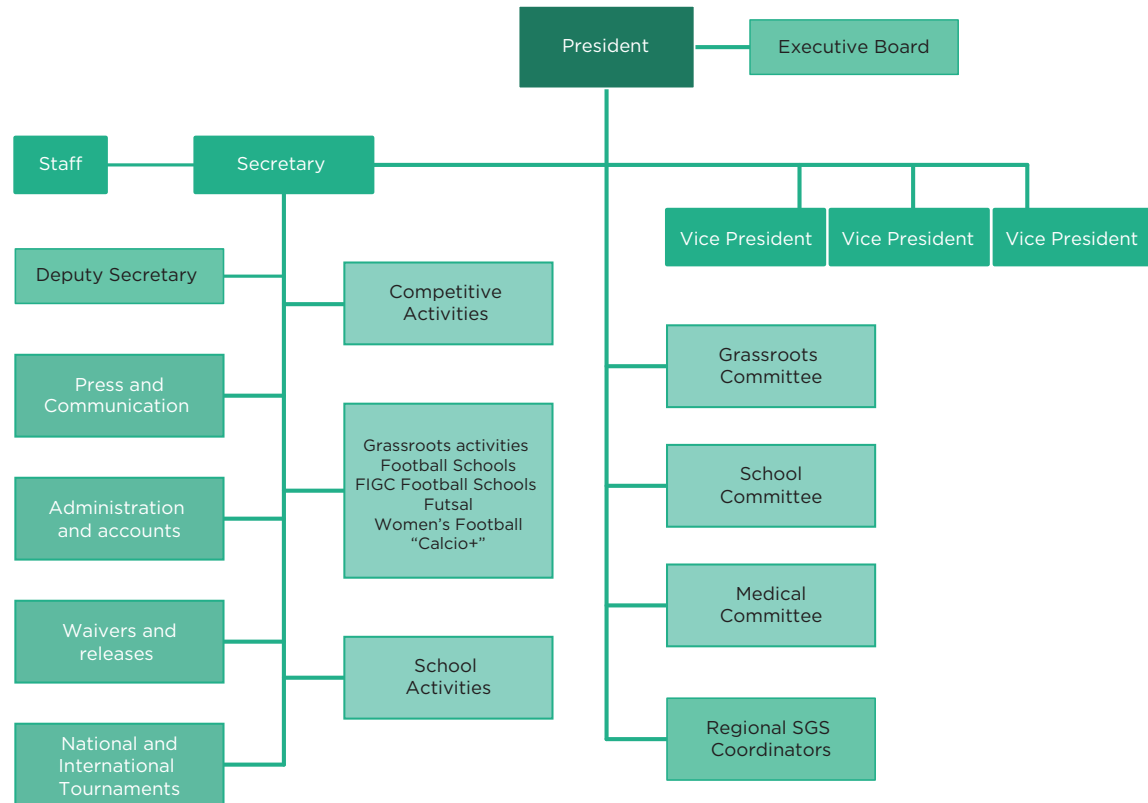 President
Executive Board
Staff
Secretary
Vice President
Vice President
Vice President
Deputy Secretary
Competitive
Activities
Press and
Communication
Grassroots activities
Football Schools
FIGC Football Schools
Futsal
Women’s Football
“Calcio+”
Administration
and accounts
Waivers and
releases
School
Activities
National and
International
Tournaments
Grassroots
Committee
School
Committee
Medical
Committee
Regional SGS
Coordinators